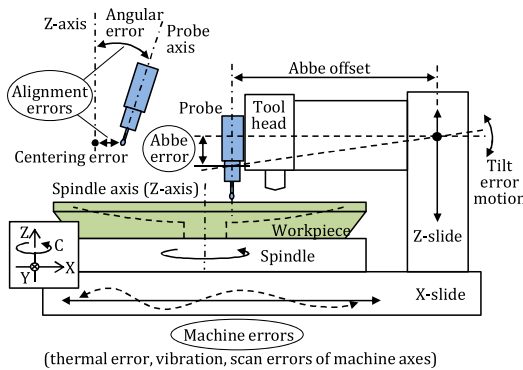 Z-axis
Angular
error
Probe
axis
Alignment
errors
Centering error
Abbe offset
Probe
Tool
head
Abbe
error
Tilt
error
motion
Spindle axis (Z-axis)
Workpiece
Z-slide
Z
C
X
Y
Spindle
X-slide
Machine errors
(thermal error, vibration, scan errors of machine axes)